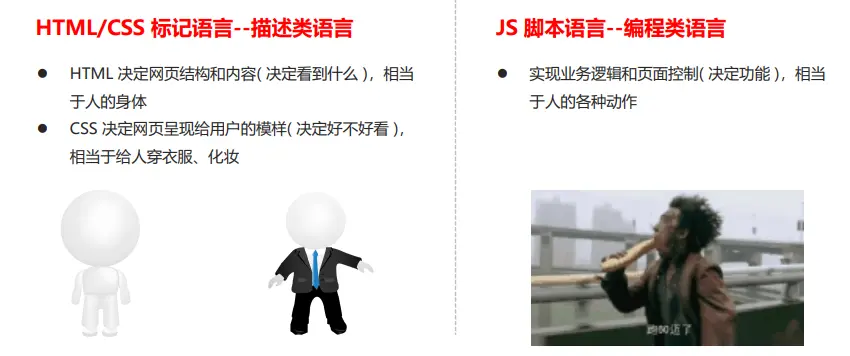 HTML/CSS 标记语言--描述类语言
● HTML 决定网页结构和内容( 决定看到什么 )，相当
于人的身体
● CSS 决定网页呈现给用户的模样( 决定好不好看 )，
相当于给人穿衣服、化妆
JS 脚本语言--编程类语言
● 实现业务逻辑和页面控制( 决定功能 )，相当
于人的各种动作
跑80迈了